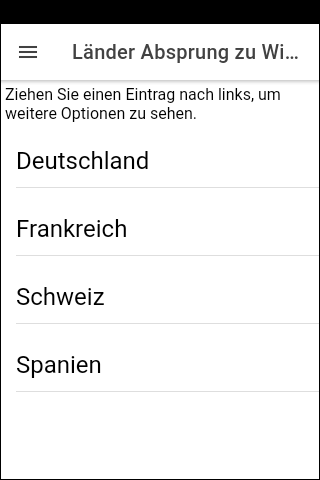 Länder Absprung zu Wi...
Ziehen Sie einen Eintrag nach links, um
weitere Optionen zu sehen.
Deutschland
Frankreich
Schweiz
Spanien